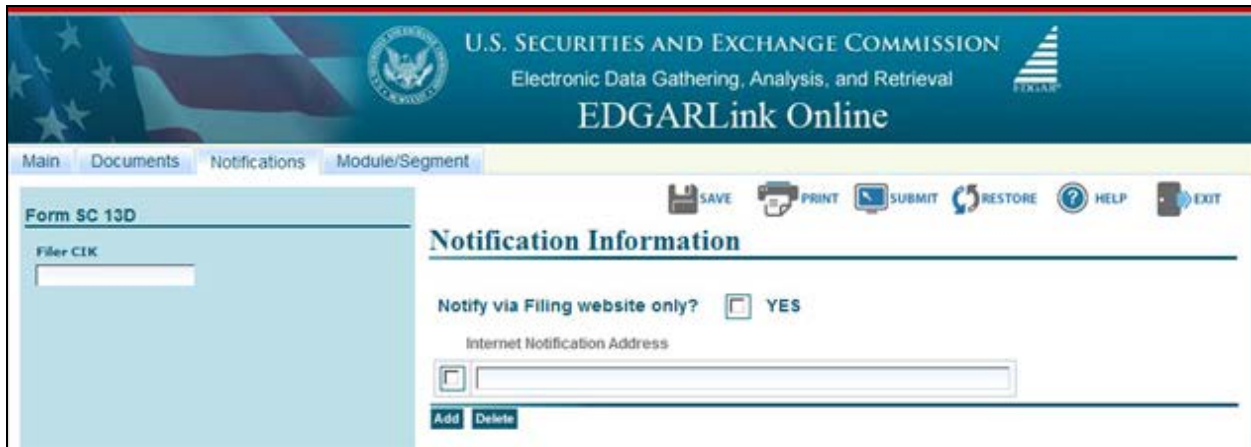 U.S. SECURITIES AND EXCHANGE COMMISSION
Electronic Data Gathering, Analysis, and Retrieval
EDGAR®
EDGARLink Online
Main Documents Notifications Module/Segment
SAVE PRINT SUBMIT RESTORE ? HELP EXIT
Form SC 13D
Notification Information
Filer CIK
Notify via Filing website only? YES
Internet Notification Address
Add Delete